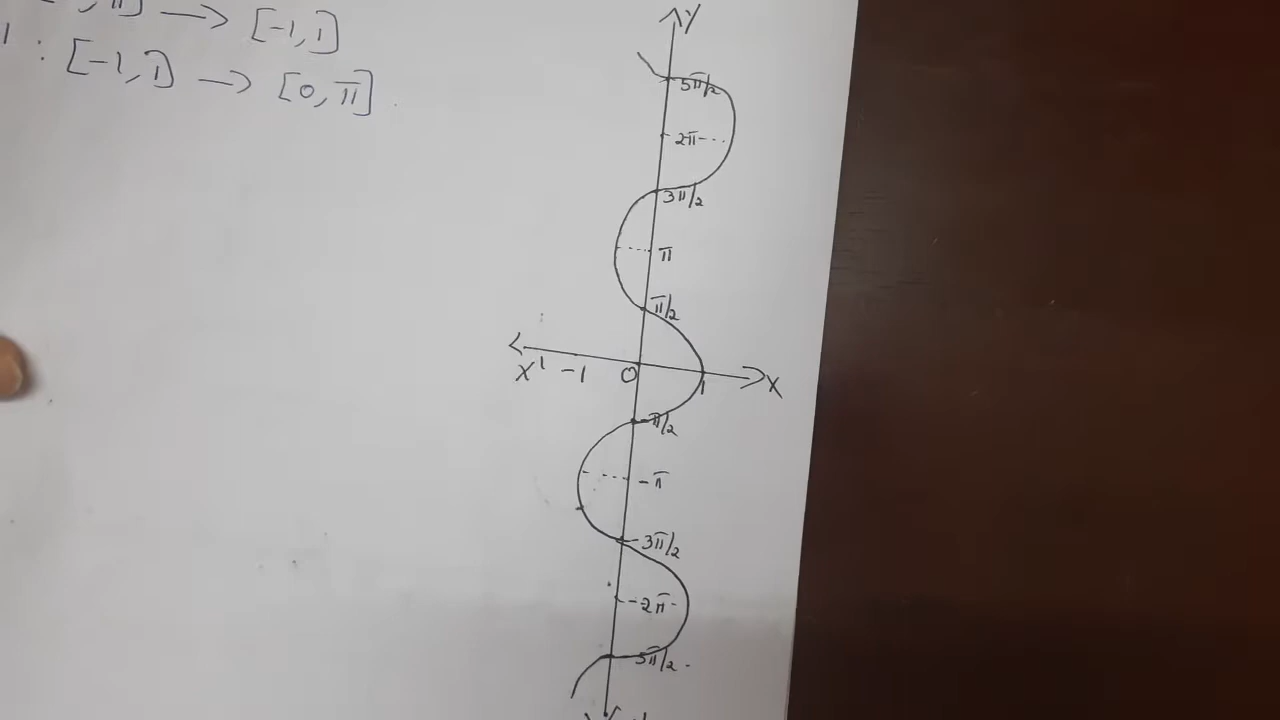 , π] → [-1, 1]
1 : [-1, 1] → [0, π]
Y
5π/2
2π
3π/2
π
π/2
X' -1 0 1 X
-π/2
-π
-3π/2
-2π
5π/2